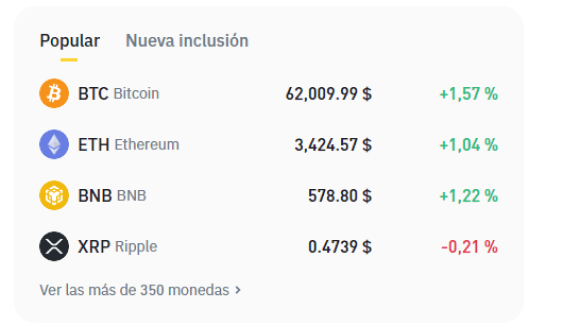 Popular Nueva inclusión
BTC Bitcoin 62,009.99 $ +1,57 %
ETH Ethereum 3,424.57 $ +1,04 %
BNB BNB 578.80 $ +1,22 %
XRP Ripple 0.4739 $ -0,21 %
Ver las más de 350 monedas ›